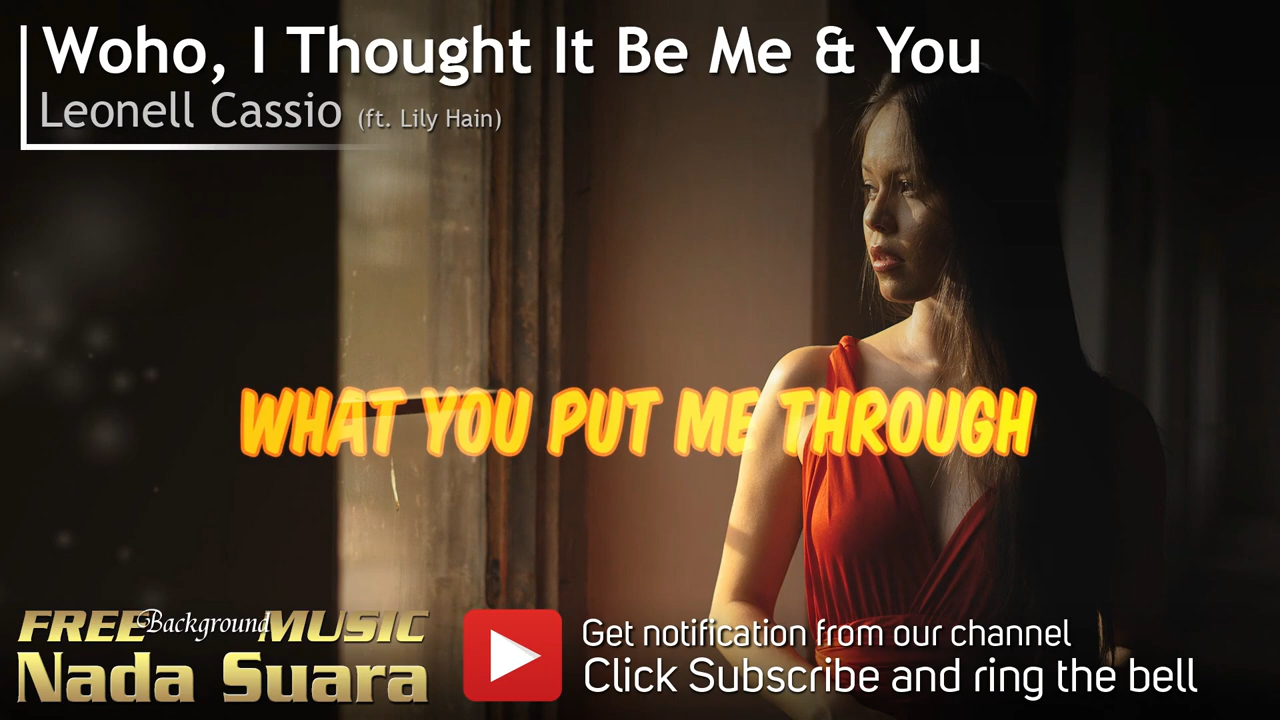 Woho, I Thought It Be Me & You
Leonell Cassio (ft. Lily Hain)
WHAT YOU PUT ME THROUGH
FREE Background MUSIC
Nada Suara
Get notification from our channel
Click Subscribe and ring the bell